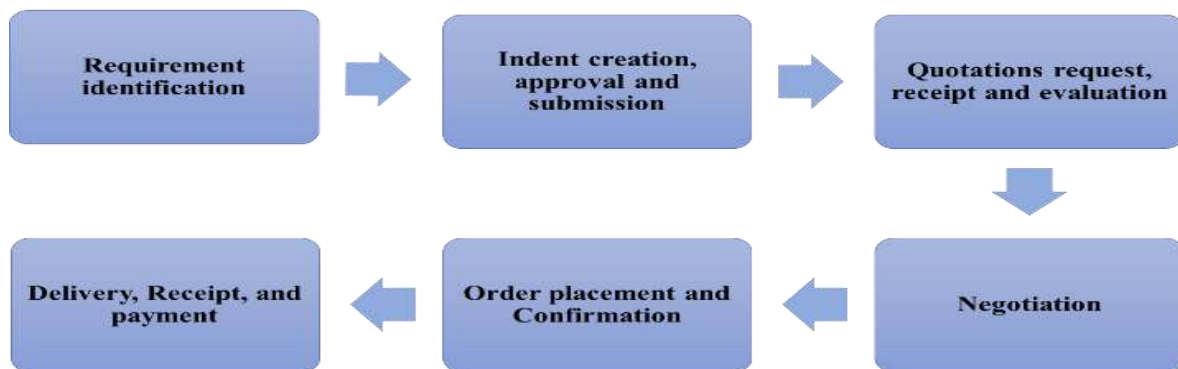 Requirement
identification
Indent creation,
approval and
submission
Quotations request,
receipt and evaluation
Negotiation
Order placement and
Confirmation
Delivery, Receipt, and
payment